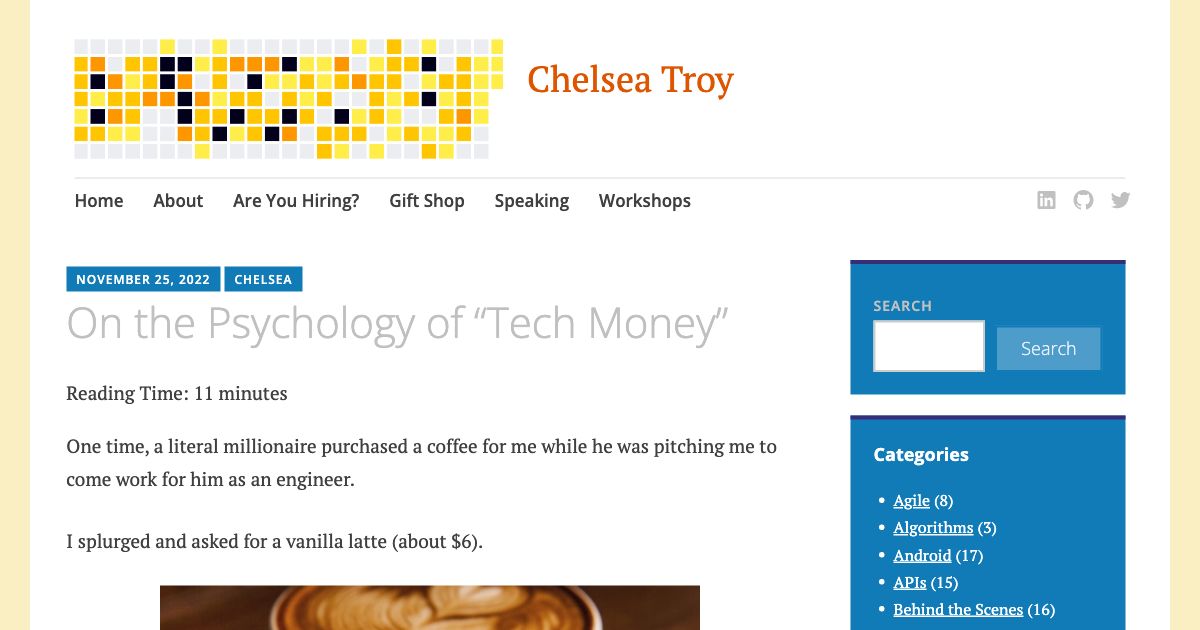 Chelsea Troy
Home About Are You Hiring? Gift Shop Speaking Workshops
NOVEMBER 25, 2022 CHELSEA
On the Psychology of “Tech Money”
Reading Time: 11 minutes
One time, a literal millionaire purchased a coffee for me while he was pitching me to
come work for him as an engineer.
I splurged and asked for a vanilla latte (about $6).
SEARCH
Search
Categories
• Agile (8)
• Algorithms (3)
• Android (17)
• APIs (15)
• Behind the Scenes (16)